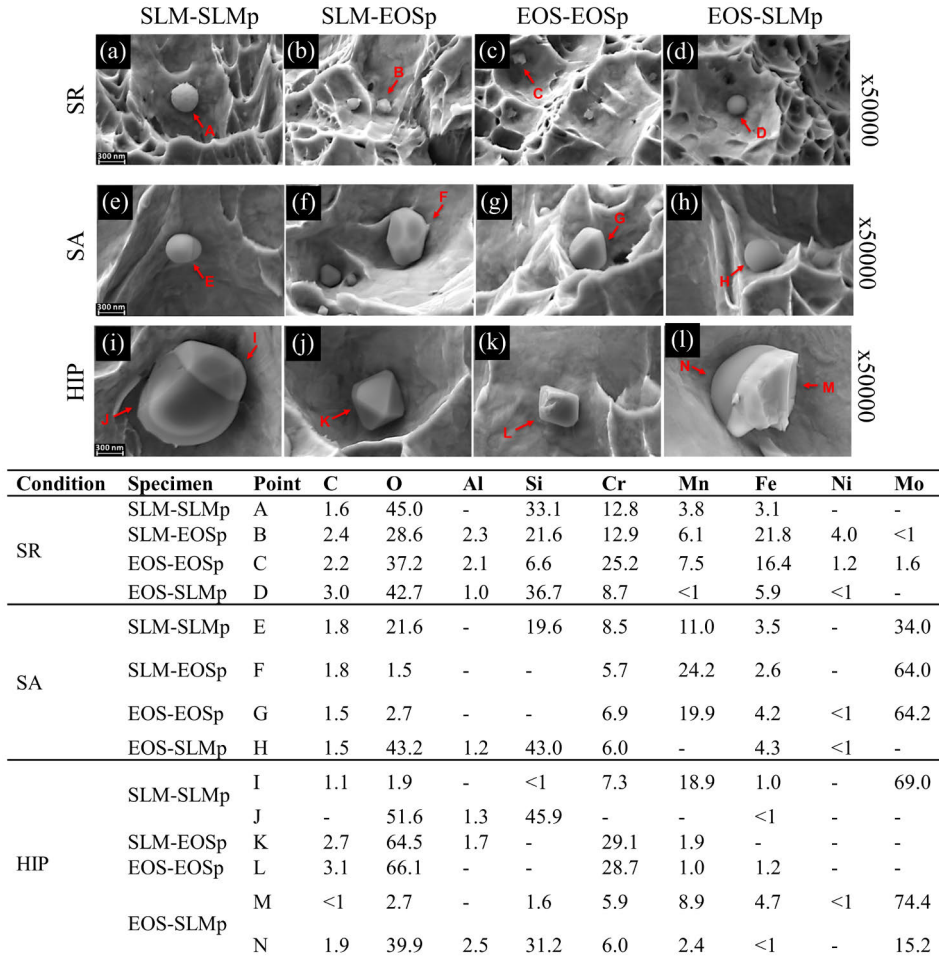 SLM-SLMp SLM-EOSp EOS-EOSp EOS-SLMp
SR (a) A 300 nm (b) B (c) C (d) D x50000
SA (e) E 300 nm (f) F (g) G (h) H x50000
HIP (i) I J 300 nm (j) K (k) L (l) N M x50000
Condition Specimen Point C O Al Si Cr Mn Fe Ni Mo
SLM-SLMp A 1.6 45.0 - 33.1 12.8 3.8 3.1 - -
SR
SLM-EOSp B 2.4 28.6 2.3 21.6 12.9 6.1 21.8 4.0 <1
EOS-EOSp C 2.2 37.2 2.1 6.6 25.2 7.5 16.4 1.2 1.6
EOS-SLMp D 3.0 42.7 1.0 36.7 8.7 <1 5.9 <1 -
SLM-SLMp E 1.8 21.6 - 19.6 8.5 11.0 3.5 - 34.0
SA SLM-EOSp F 1.8 1.5 - - 5.7 24.2 2.6 - 64.0
EOS-EOSp G 1.5 2.7 - - 6.9 19.9 4.2 <1 64.2
EOS-SLMp H 1.5 43.2 1.2 43.0 6.0 - 4.3 <1 -
SLM-SLMp I 1.1 1.9 - <1 7.3 18.9 1.0 - 69.0
J - 51.6 1.3 45.9 - - <1 - -
SLM-EOSp K 2.7 64.5 1.7 - 29.1 1.9 - - -
HIP EOS-EOSp L 3.1 66.1 - - 28.7 1.0 1.2 - -
EOS-SLMp M <1 2.7 - 1.6 5.9 8.9 4.7 <1 74.4
N 1.9 39.9 2.5 31.2 6.0 2.4 <1 - 15.2